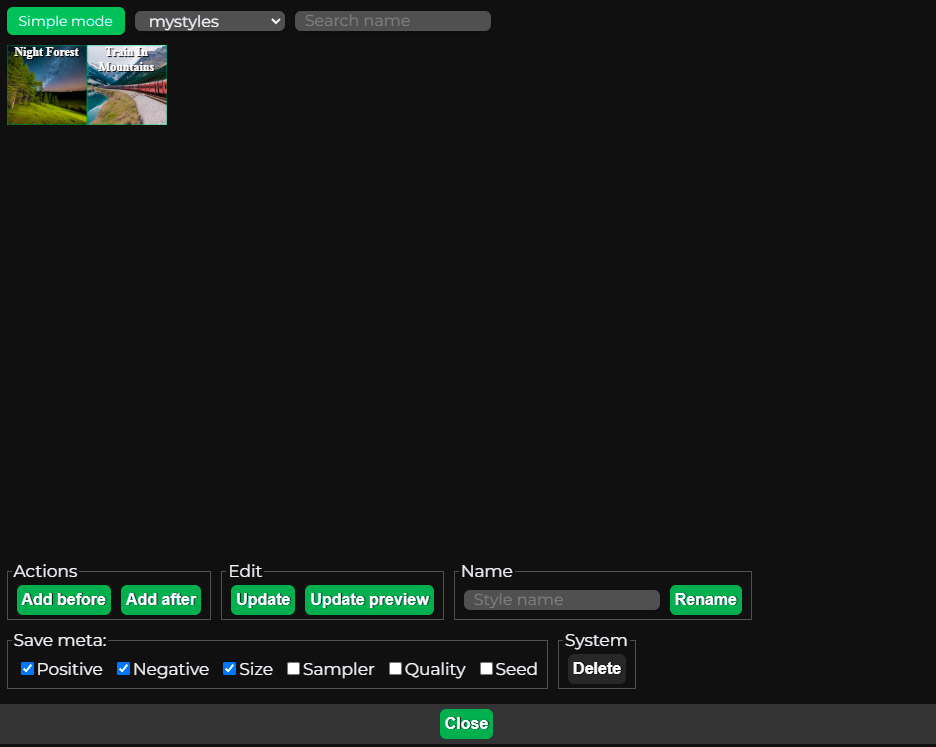 Simple mode
mystyles
Search name
Night Forest
Train In
Mountains
Actions
Add before
Add after
Edit
Update
Update preview
Name
Style name
Rename
Save meta:
Positive
Negative
Size
Sampler
Quality
Seed
System
Delete
Close